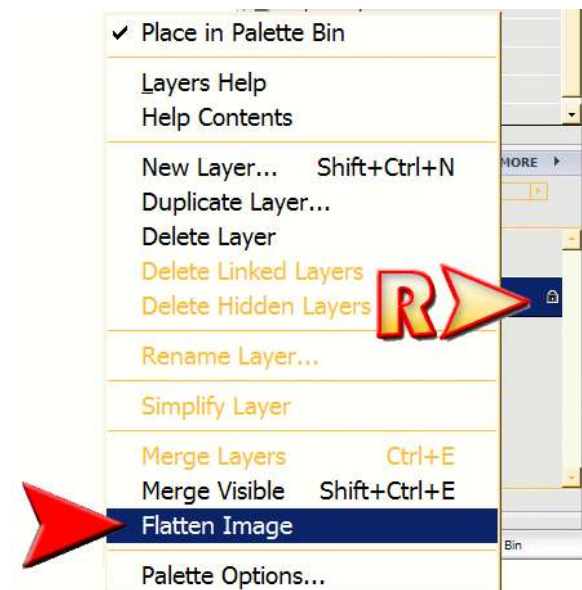 ✓ Place in Palette Bin
Layers Help
Help Contents
New Layer... Shift+Ctrl+N
Duplicate Layer...
Delete Layer
Delete Linked Layers
Delete Hidden Layers
Rename Layer...
Simplify Layer
Merge Layers Ctrl+E
Merge Visible Shift+Ctrl+E
Flatten Image
Palette Options...
MORE
R
Bin